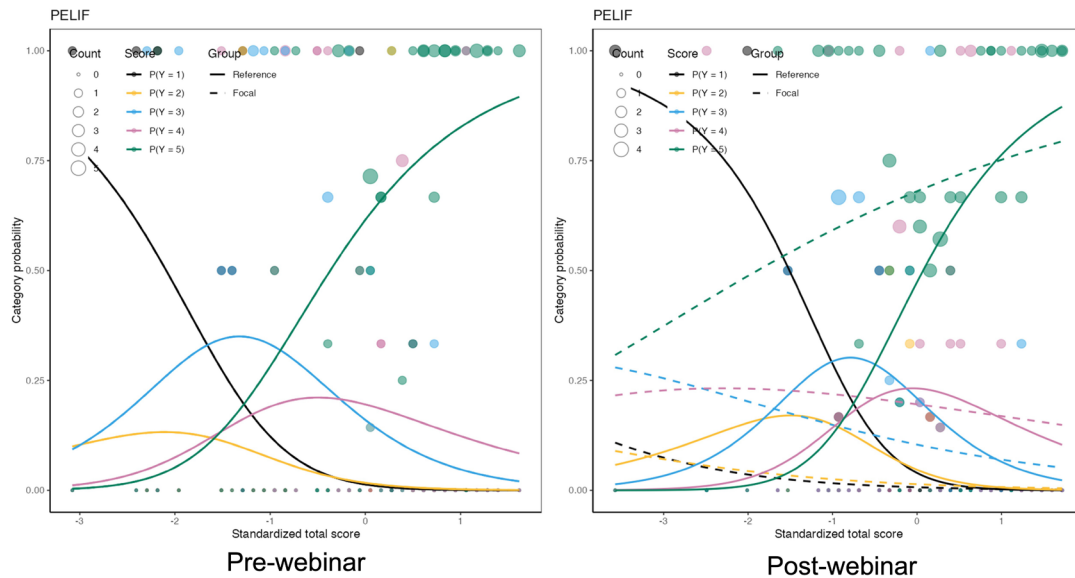 PELIF
Count Score Group
0 P(Y = 1) Reference
1 P(Y = 2) Focal
2 P(Y = 3)
3 P(Y = 4)
4 P(Y = 5)
5
Category probability
1.00
0.75
0.50
0.25
0.00
-3 -2 -1 0 1
Standardized total score
Pre-webinar
PELIF
Count Score Group
0 P(Y = 1) Reference
1 P(Y = 2) Focal
2 P(Y = 3)
3 P(Y = 4)
4 P(Y = 5)
Category probability
1.00
0.75
0.50
0.25
0.00
-3 -2 -1 0 1
Standardized total score
Post-webinar